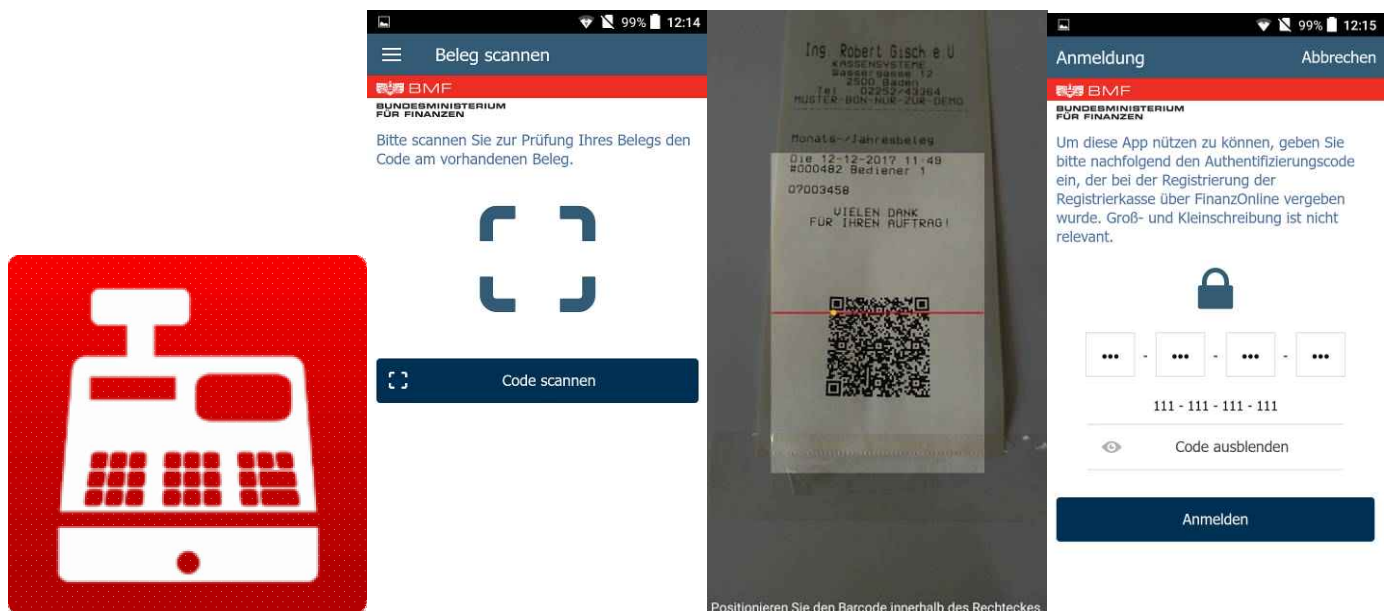 99% 12:14
Beleg scannen
BMF
BUNDESMINISTERIUM
FÜR FINANZEN
Bitte scannen Sie zur Prüfung Ihres Belegs den
Code am vorhandenen Beleg.
Code scannen
Ing. Robert Gisch e.U
KASSENSYSTEME
Wassergasse 12
2500 Baden
Tel 02252/43364
MUSTER-BON-NUR-ZUR-DEMO
Monats-/Jahresbeleg
Die 12-12-2017 11:49
#000482 Bediener 1
07003458
VIELEN DANK
FÜR IHREN AUFTRAG!
Positionieren Sie den Barcode innerhalb des Rechteckes.
99% 12:15
Anmeldung Abbrechen
BMF
BUNDESMINISTERIUM
FÜR FINANZEN
Um diese App nützen zu können, geben Sie
bitte nachfolgend den Authentifizierungscode
ein, der bei der Registrierung der
Registrierkasse über FinanzOnline vergeben
wurde. Groß- und Kleinschreibung ist nicht
relevant.
••• - ••• - ••• - •••
111 - 111 - 111 - 111
Code ausblenden
Anmelden